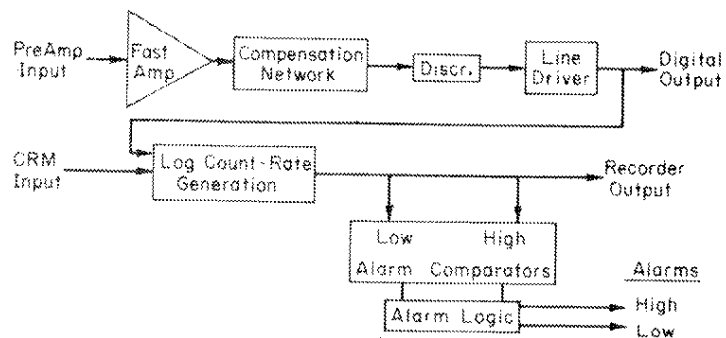 PreAmp
Input
Fast
Amp.
Compensation
Network
Discr.
Line
Driver
Digital
Output
CRM
Input
Log Count-Rate
Generation
Recorder
Output
Low High
Alarm Comparators
Alarm Logic
Alarms
High
Low